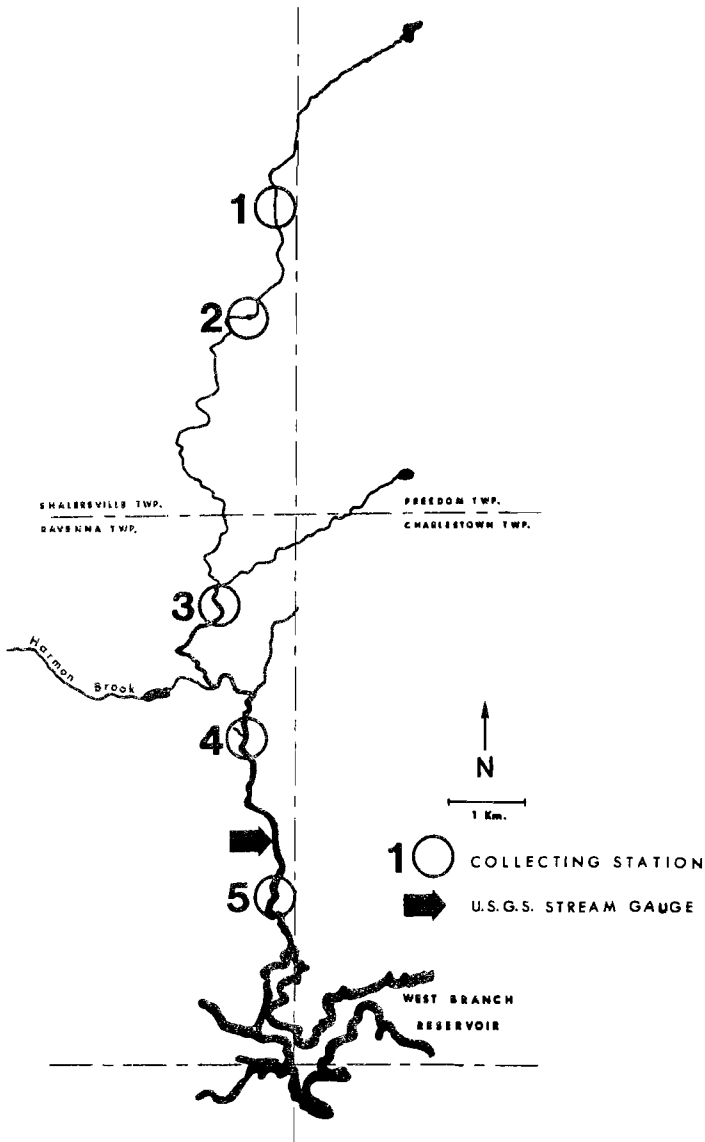 1
2
SHALERSVILLE TWP.
FREEDOM TWP.
RAVENNA TWP.
CHARLESTOWN TWP.
3
Harmon Brook
4
N
1 Km.
1 COLLECTING STATION
5
U.S.G.S. STREAM GAUGE
WEST BRANCH
RESERVOIR